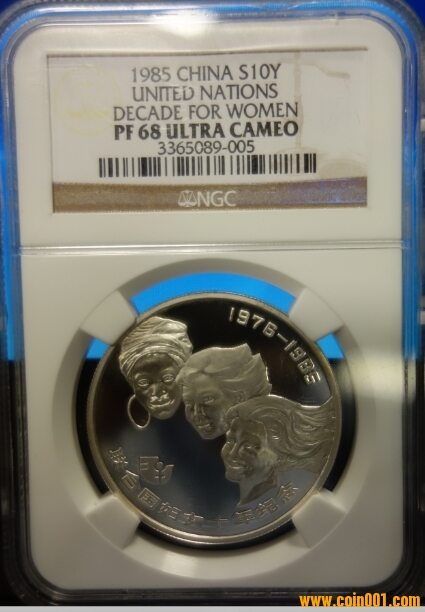 1985 CHINA S10Y
UNITED NATIONS
DECADE FOR WOMEN
PF 68 ULTRA CAMEO
3365089-005
NGC
1976-1985
联合国妇女十年纪念
www.coin001.com